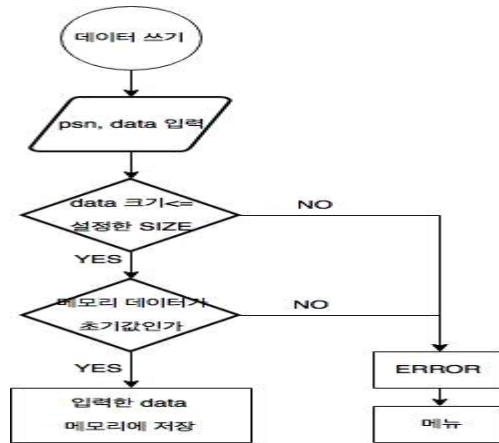 데이터 쓰기
psn, data 입력
data 크기<=
설정한 SIZE
NO
YES
메모리 데이터가
초기값인가
NO
YES
ERROR
입력한 data
메모리에 저장
메뉴